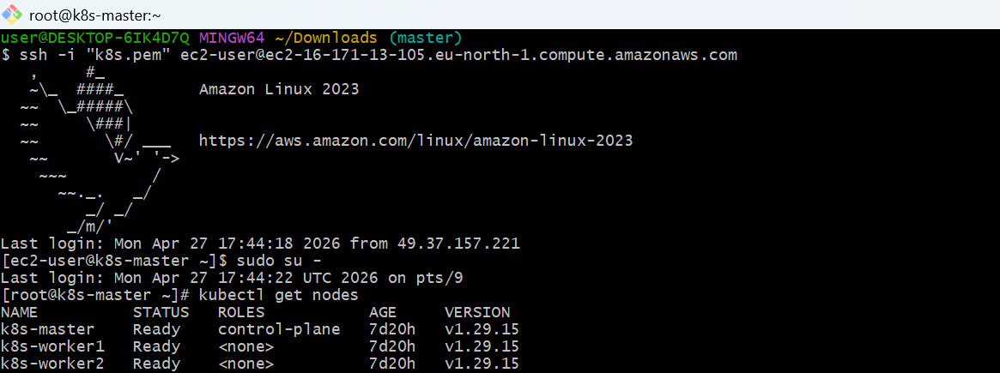 root@k8s-master:~
user@DESKTOP-6IK4D7Q MINGW64 ~/Downloads (master)
$ ssh -i "k8s.pem" ec2-user@ec2-16-171-13-105.eu-north-1.compute.amazonaws.com
   ,     #_
   ~\_  ####_        Amazon Linux 2023
  ~~  \_#####\
  ~~     \###|
  ~~       \#/ ___   https://aws.amazon.com/linux/amazon-linux-2023
   ~~       V~' '->
    ~~~         /
      ~~._.   _/
         _/ _/
       _/m/'
Last login: Mon Apr 27 17:44:18 2026 from 49.37.157.221
[ec2-user@k8s-master ~]$ sudo su -
Last login: Mon Apr 27 17:44:22 UTC 2026 on pts/9
[root@k8s-master ~]# kubectl get nodes
NAME          STATUS   ROLES           AGE    VERSION
k8s-master    Ready    control-plane   7d20h   v1.29.15
k8s-worker1   Ready    <none>          7d20h   v1.29.15
k8s-worker2   Ready    <none>          7d20h   v1.29.15